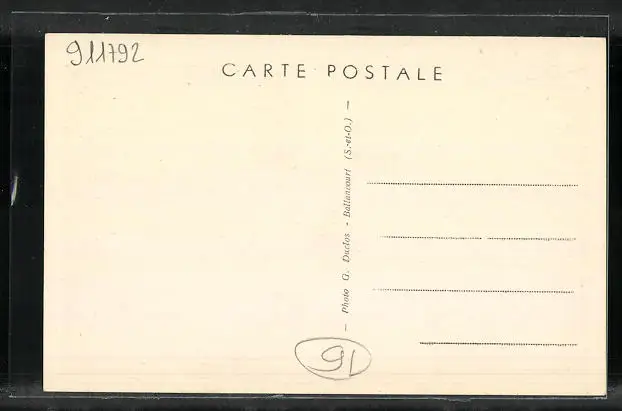 911792
CARTE POSTALE
— Photo G. Duclos - Ballancourt (S.-et-O.) —
91